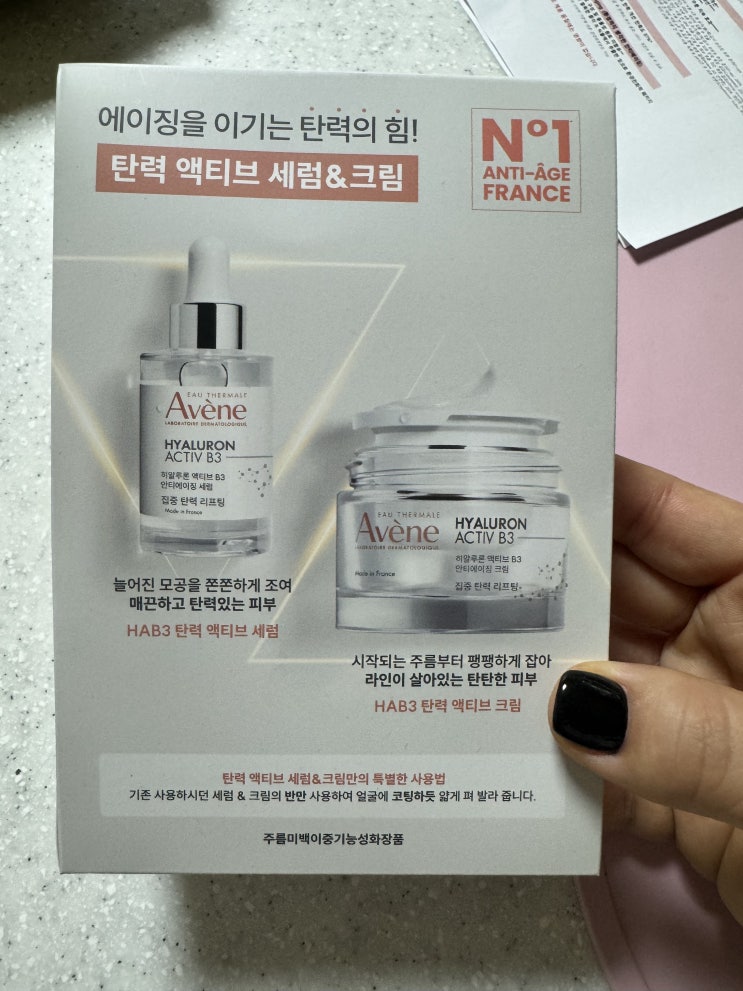 에이징을 이기는 탄력의 힘!
탄력 액티브 세럼&크림
Nº1
ANTI-ÂGE
FRANCE
EAU THERMALE
Avène
LABORATOIRE DERMATOLOGIQUE
HYALURON
ACTIV B3
히알루론 액티브 B3
안티에이징 세럼
집중 탄력 리프팅
Made in France
EAU THERMALE
Avène
LABORATOIRE DERMATOLOGIQUE
Made in France
HYALURON
ACTIV B3
히알루론 액티브 B3
안티에이징 크림
집중 탄력 리프팅
늘어진 모공을 쫀쫀하게 조여
매끈하고 탄력있는 피부
HAB3 탄력 액티브 세럼
시작되는 주름부터 팽팽하게 잡아
라인이 살아있는 탄탄한 피부
HAB3 탄력 액티브 크림
탄력 액티브 세럼&크림만의 특별한 사용법
기존 사용하시던 세럼 & 크림의 반만 사용하여 얼굴에 코팅하듯 얇게 펴 발라 줍니다.
주름미백이중기능성화장품